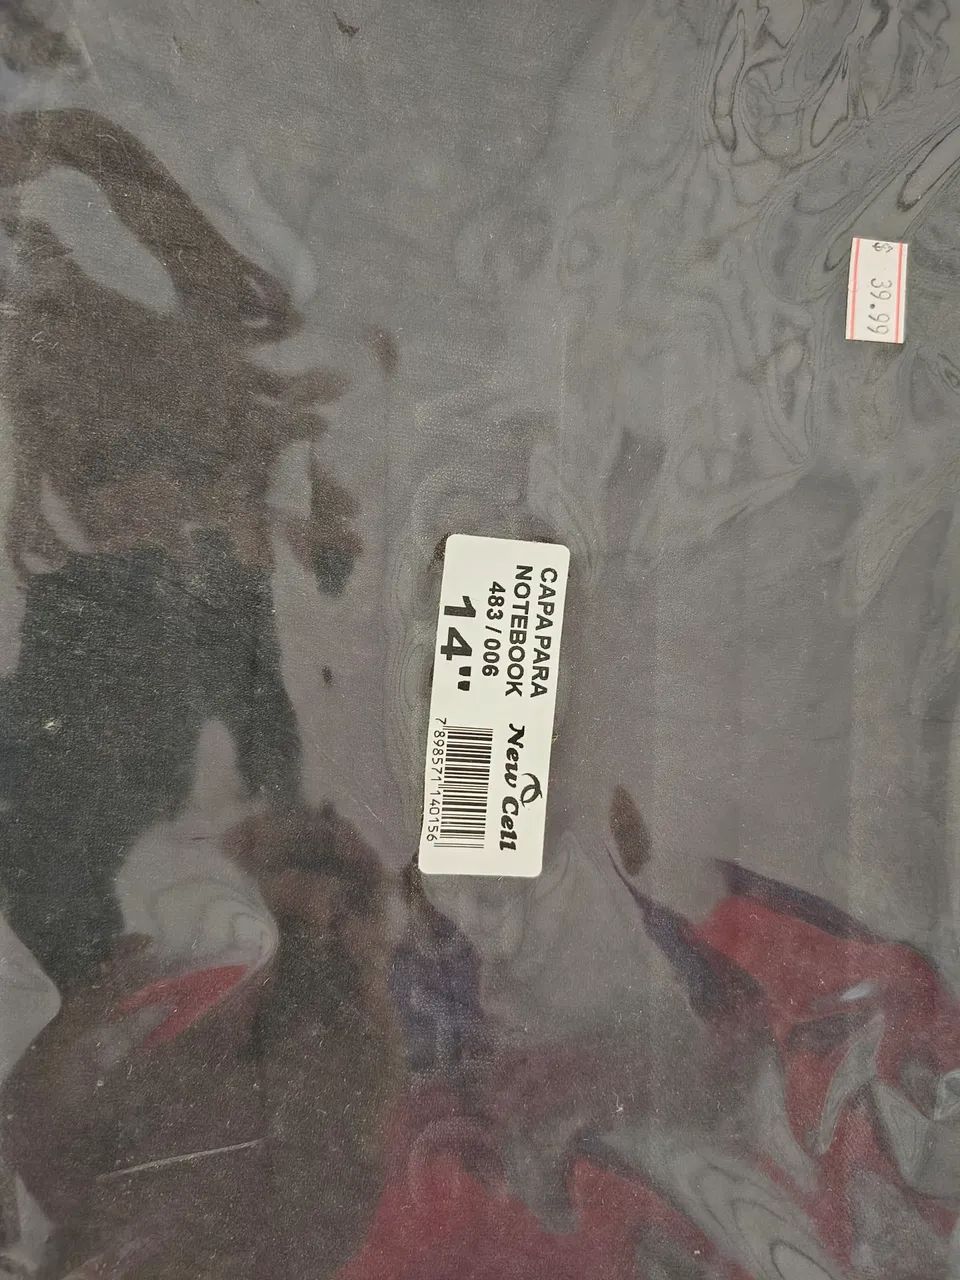 CAPA PARA
NOTEBOOK
483 / 006
14"
New Cell
7 898571 140156
$ 39.99